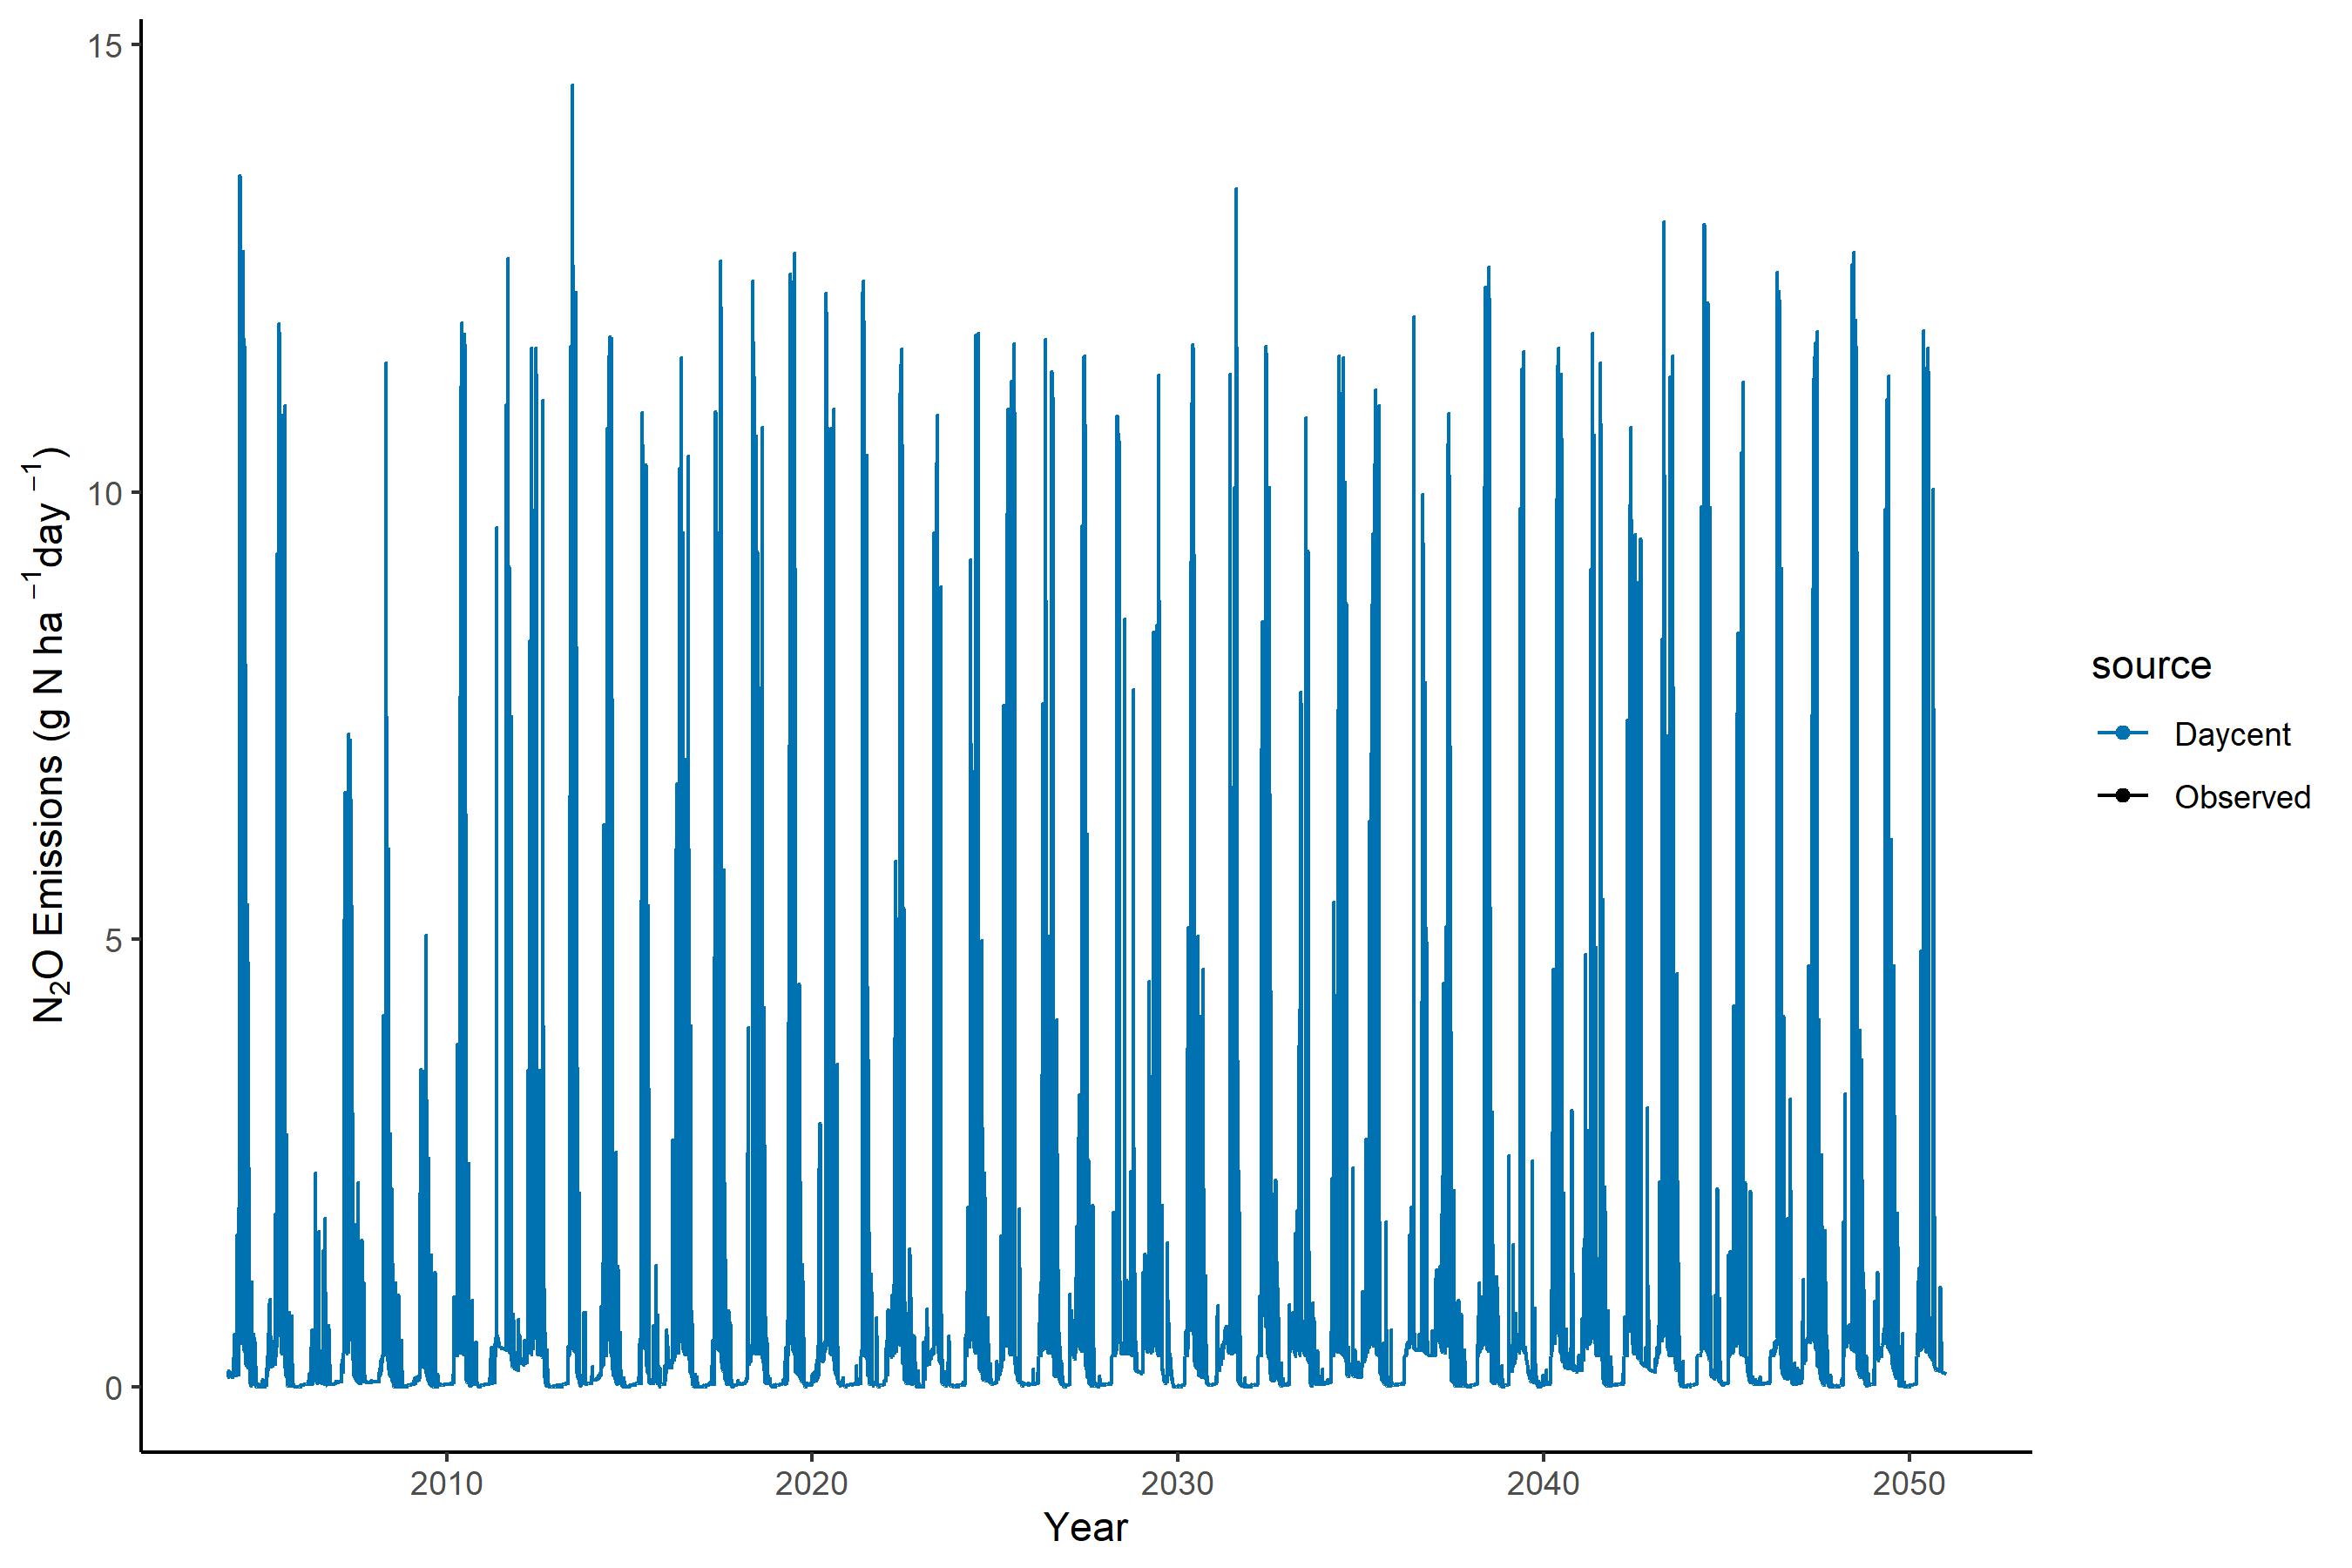 15
10
5
0
N₂O Emissions (g N ha ⁻¹day ⁻¹)
2010 2020 2030 2040 2050
Year
source
Daycent
Observed